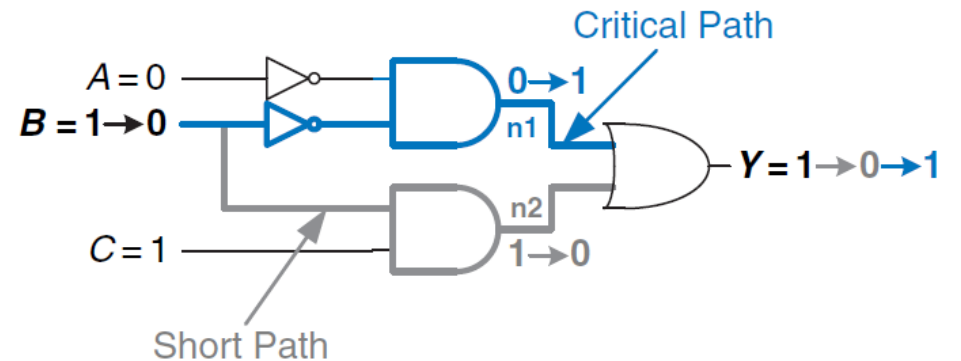 Critical Path
A = 0
0→1
B = 1→0
n1
Y = 1→0→1
n2
C = 1
1→0
Short Path